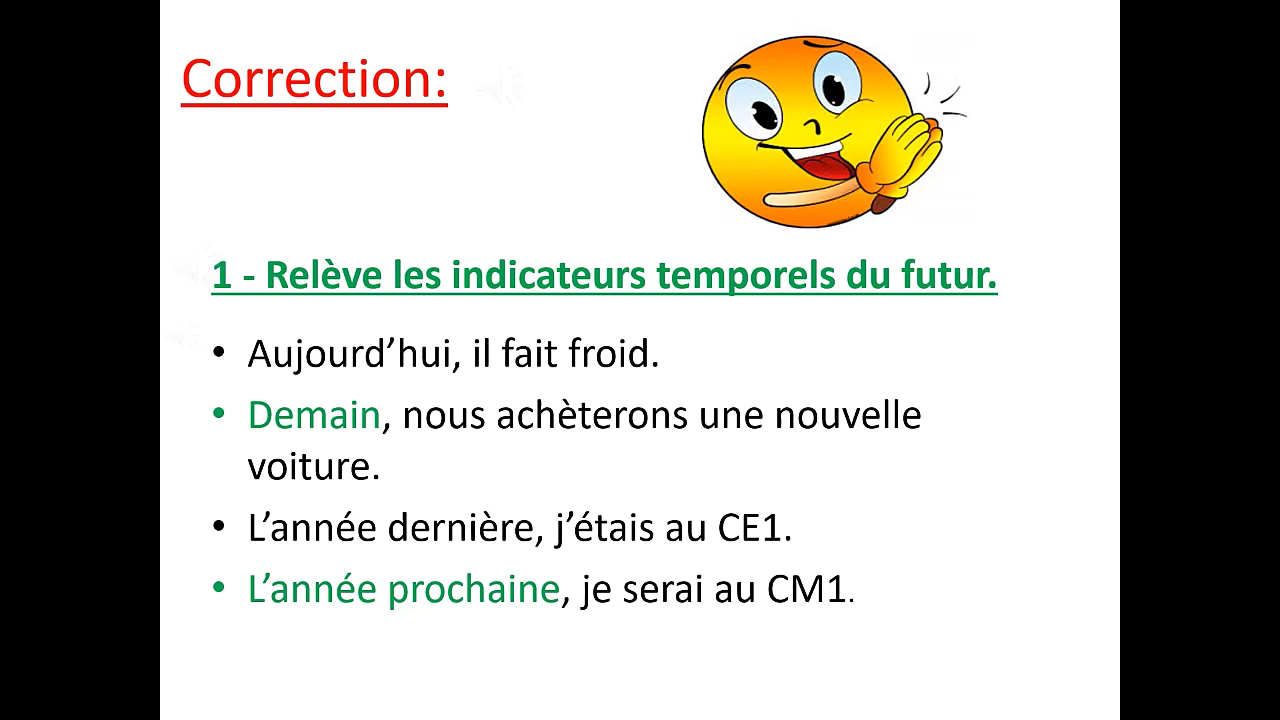 Correction:
1 - Relève les indicateurs temporels du futur.
• Aujourd’hui, il fait froid.
• Demain, nous achèterons une nouvelle
voiture.
• L’année dernière, j’étais au CE1.
• L’année prochaine, je serai au CM1.